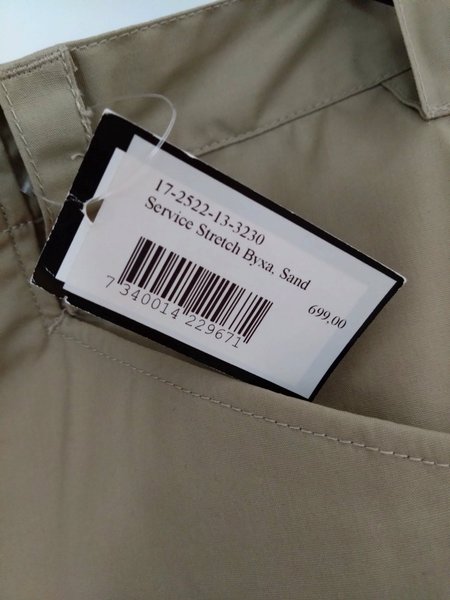 17-2522-13-3230
Service Stretch Byxa. Sand
699.00
7 340014 229671